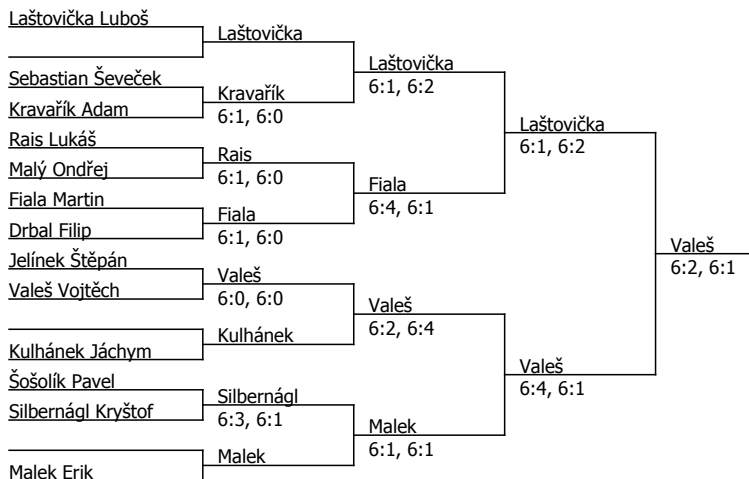 Laštovička Luboš
Sebastian Ševeček
Kravařík Adam
Rais Lukáš
Malý Ondřej
Fiala Martin
Drbal Filip
Jelínek Štěpán
Valeš Vojtěch
Kulhánek Jáchym
Šošolík Pavel
Silbernágl Kryštof
Malek Erik
Laštovička
Kravařík
6:1, 6:0
Rais
6:1, 6:0
Fiala
6:1, 6:0
Valeš
6:0, 6:0
Kulhánek
Silbernágl
6:3, 6:1
Malek
Laštovička
6:1, 6:2
Fiala
6:4, 6:1
Valeš
6:2, 6:4
Malek
6:1, 6:1
Laštovička
6:1, 6:2
Valeš
6:4, 6:1
Valeš
6:2, 6:1